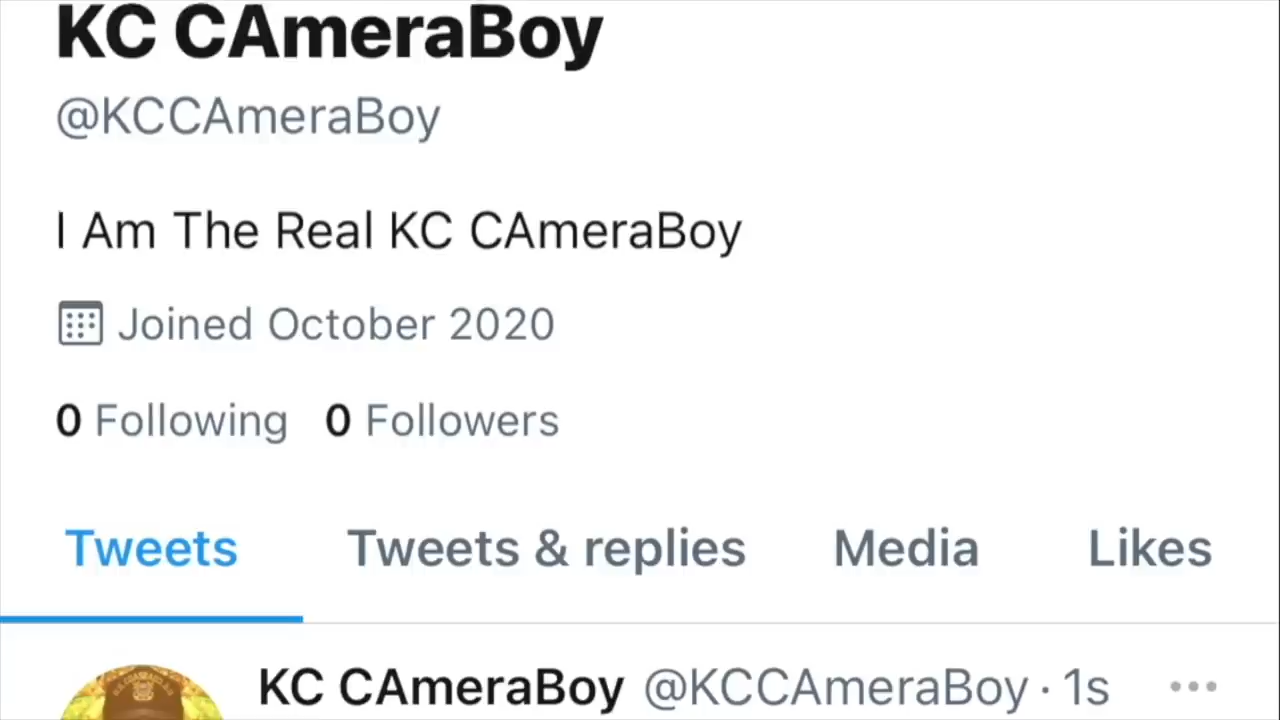 KC CAmeraBoy
@KCCAmeraBoy
I Am The Real KC CAmeraBoy
Joined October 2020
0 Following 0 Followers
Tweets Tweets & replies Media Likes
KC CAmeraBoy @KCCAmeraBoy · 1s